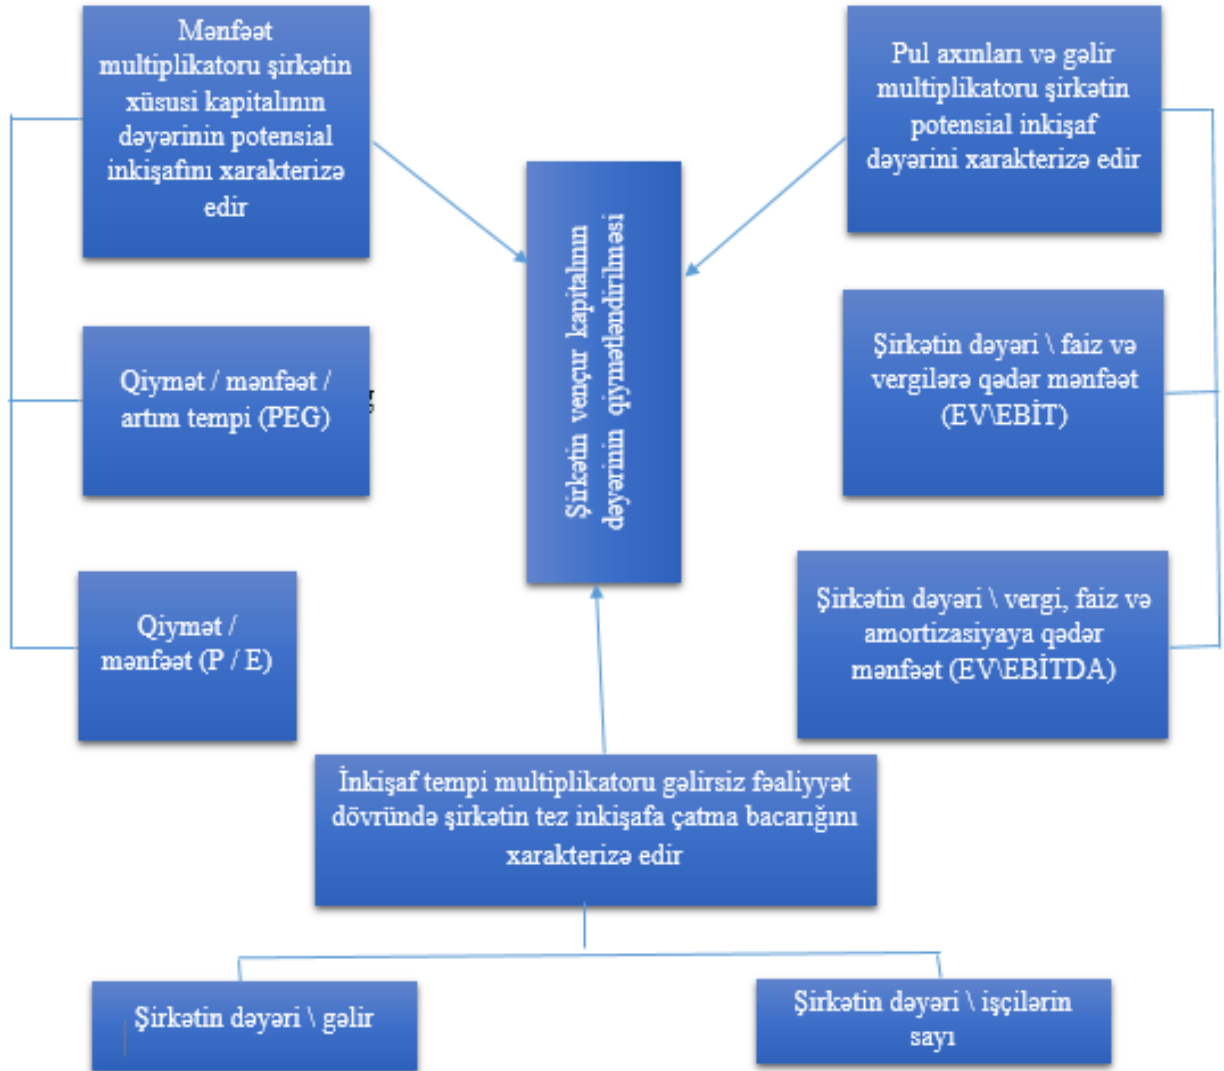 Mənfəət
multiplikatoru şirkətin
xüsusi kapitalının
dəyərinin potensial
inkişafını xarakterizə
edir
Pul axınları və gəlir
multiplikatoru şirkətin
potensial inkişaf
dəyərini xarakterizə edir
Şirkətin vençur kapitalının
dəyərinin qiymətləndirilməsi
Qiymət / mənfəət /
artım tempi (PEG)
Şirkətin dəyəri \ faiz və
vergilərə qədər mənfəət
(EV\EBİT)
Qiymət /
mənfəət (P / E)
Şirkətin dəyəri \ vergi, faiz və
amortizasiyaya qədər
mənfəət (EV\EBİTDA)
İnkişaf tempi multiplikatoru gəlirsiz fəaliyyət
dövründə şirkətin tez inkişafa çatma bacarığını
xarakterizə edir
Şirkətin dəyəri \ gəlir
Şirkətin dəyəri \ işçilərin
sayı